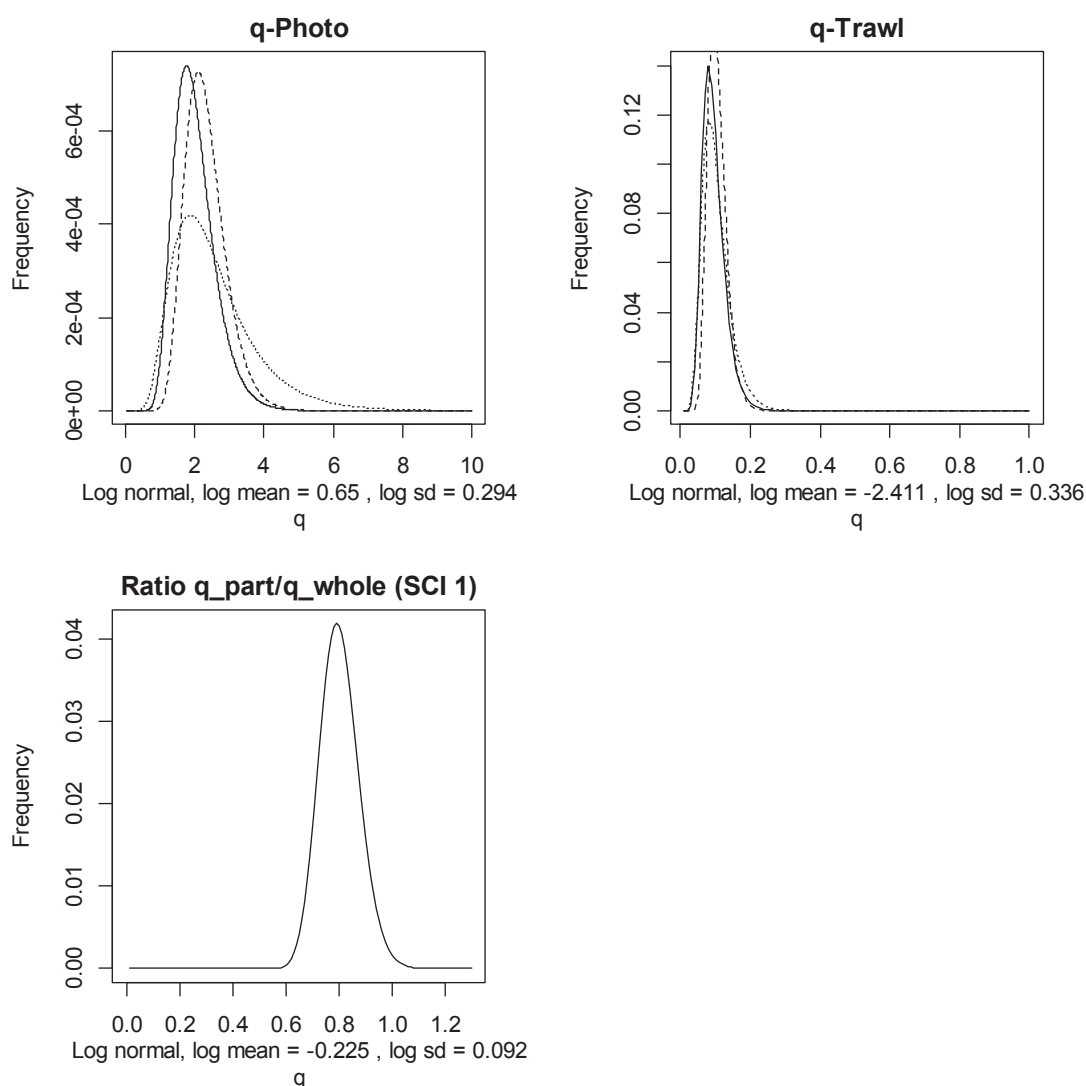 q-Photo
Frequency
0e+00 2e-04 4e-04 6e-04
0 2 4 6 8 10
Log normal, log mean = 0.65 , log sd = 0.294
q
q-Trawl
Frequency
0.00 0.04 0.08 0.12
0.0 0.2 0.4 0.6 0.8 1.0
Log normal, log mean = -2.411 , log sd = 0.336
q
Ratio q_part/q_whole (SCI 1)
Frequency
0.00 0.01 0.02 0.03 0.04
0.0 0.2 0.4 0.6 0.8 1.0 1.2
Log normal, log mean = -0.225 , log sd = 0.092
q